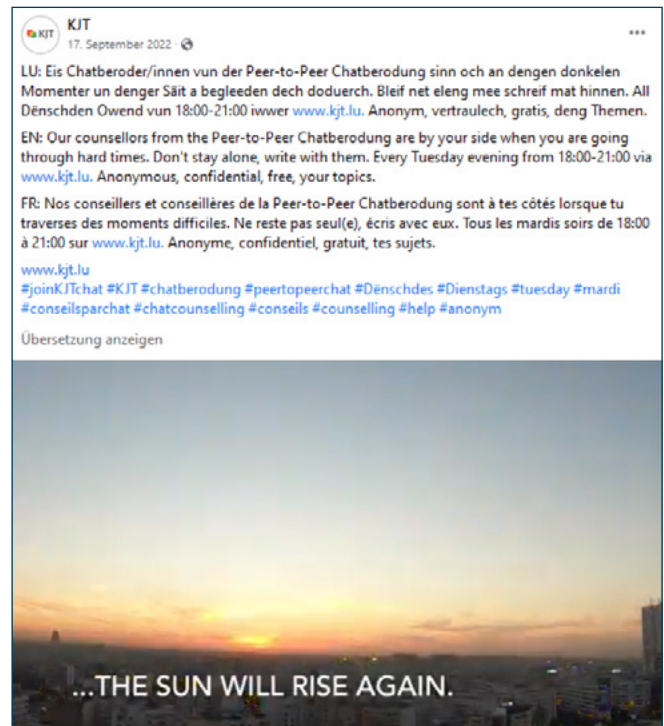 KJT
KJT
17. September 2022
LU: Eis Chatberoder/innen vun der Peer-to-Peer Chatberodung sinn och an dengen donkelen
Momenter un denger Säit a begleeden dech doduerch. Bleif net eleng mee schreif mat hinnen. All
Dënschden Owend vun 18:00-21:00 iwwer www.kjt.lu. Anonym, vertraulech, gratis, deng Themen.
EN: Our counsellors from the Peer-to-Peer Chatberodung are by your side when you are going
through hard times. Don't stay alone, write with them. Every Tuesday evening from 18:00-21:00 via
www.kjt.lu. Anonymous, confidential, free, your topics.
FR: Nos conseillers et conseillères de la Peer-to-Peer Chatberodung sont à tes côtés lorsque tu
traverses des moments difficiles. Ne reste pas seul(e), écris avec eux. Tous les mardis soirs de 18:00
à 21:00 sur www.kjt.lu. Anonyme, confidentiel, gratuit, tes sujets.
www.kjt.lu
#joinKJTchat #KJT #chatberodung #peertopeerchat #Dënschdes #Dienstags #tuesday #mardi
#conseilsparchat #chatcounselling #conseils #counselling #help #anonym
Übersetzung anzeigen
...THE SUN WILL RISE AGAIN.